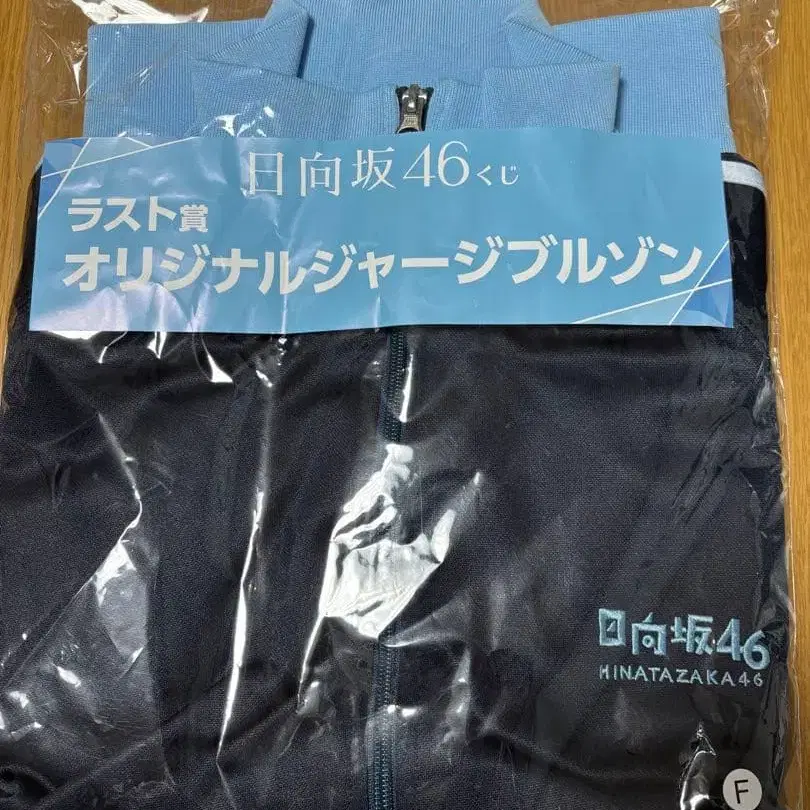 日向坂46くじ
ラスト賞
オリジナルジャージブルゾン
日向坂46
HINATAZAKA46
F